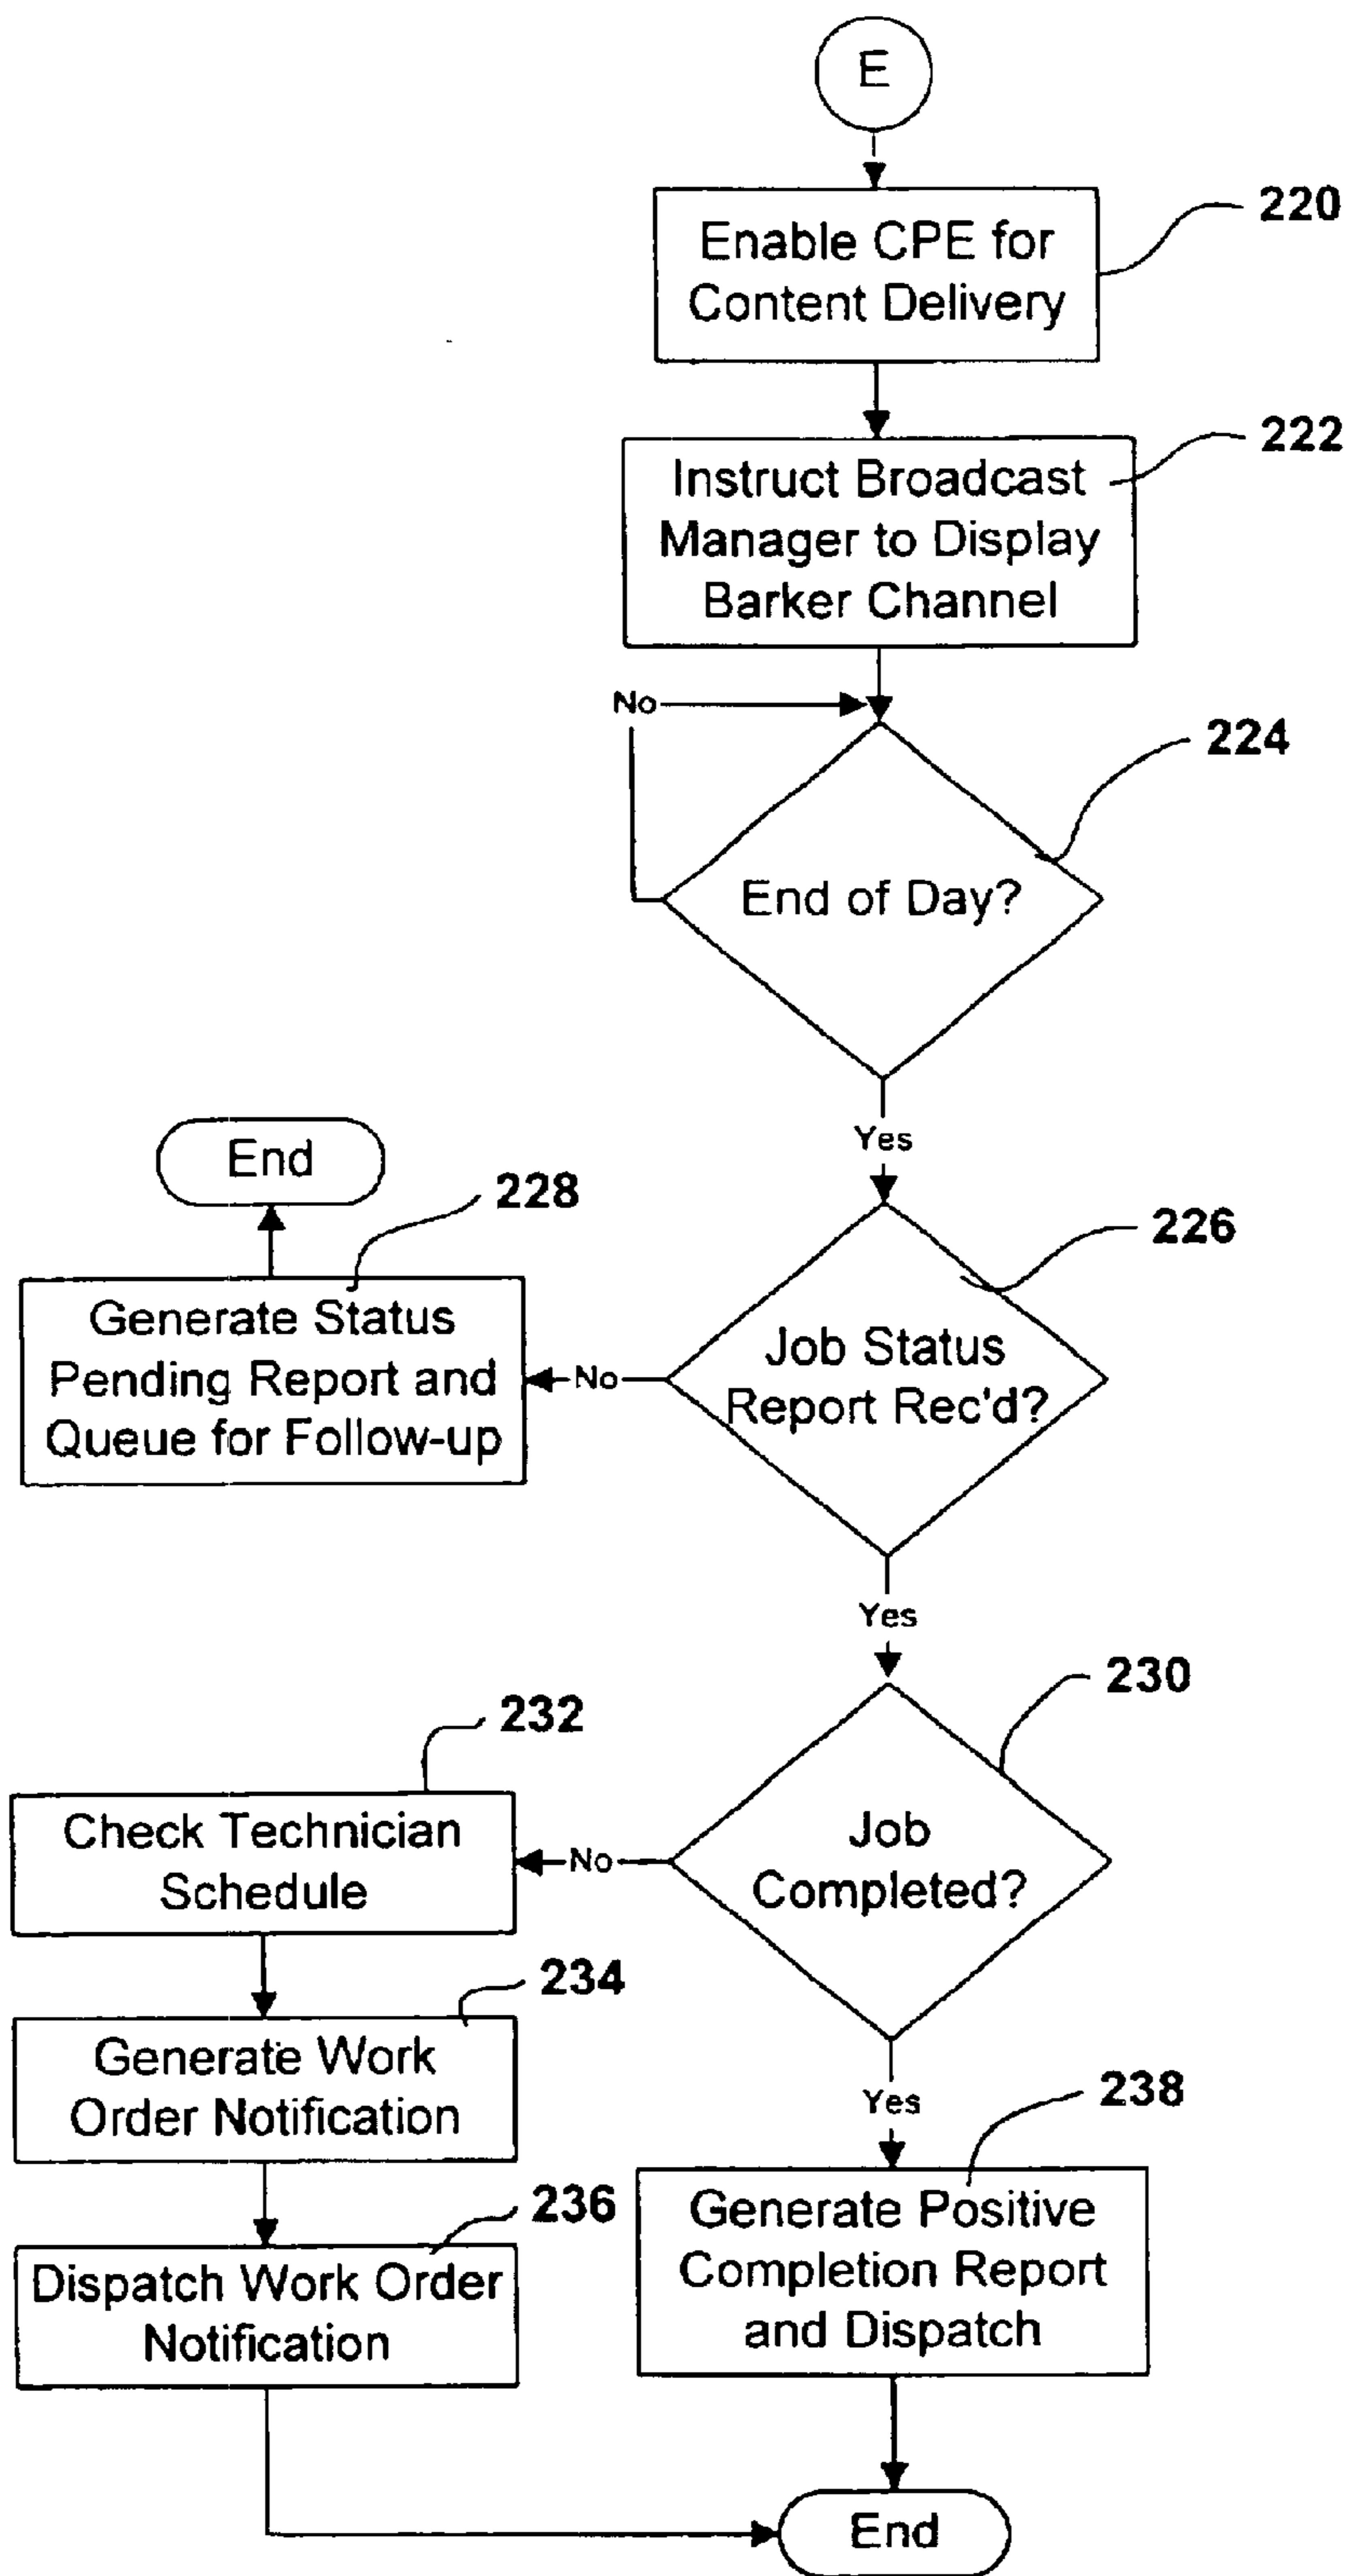 E
Enable CPE for
Content Delivery
220
Instruct Broadcast
Manager to Display
Barker Channel
222
No
End of Day?
224
Yes
End
228
Generate Status
Pending Report and
Queue for Follow-up
No
Job Status
Report Rec'd?
226
Yes
230
232
Check Technician
Schedule
No
Job
Completed?
234
Generate Work
Order Notification
Yes
238
236
Dispatch Work Order
Notification
Generate Positive
Completion Report
and Dispatch
End